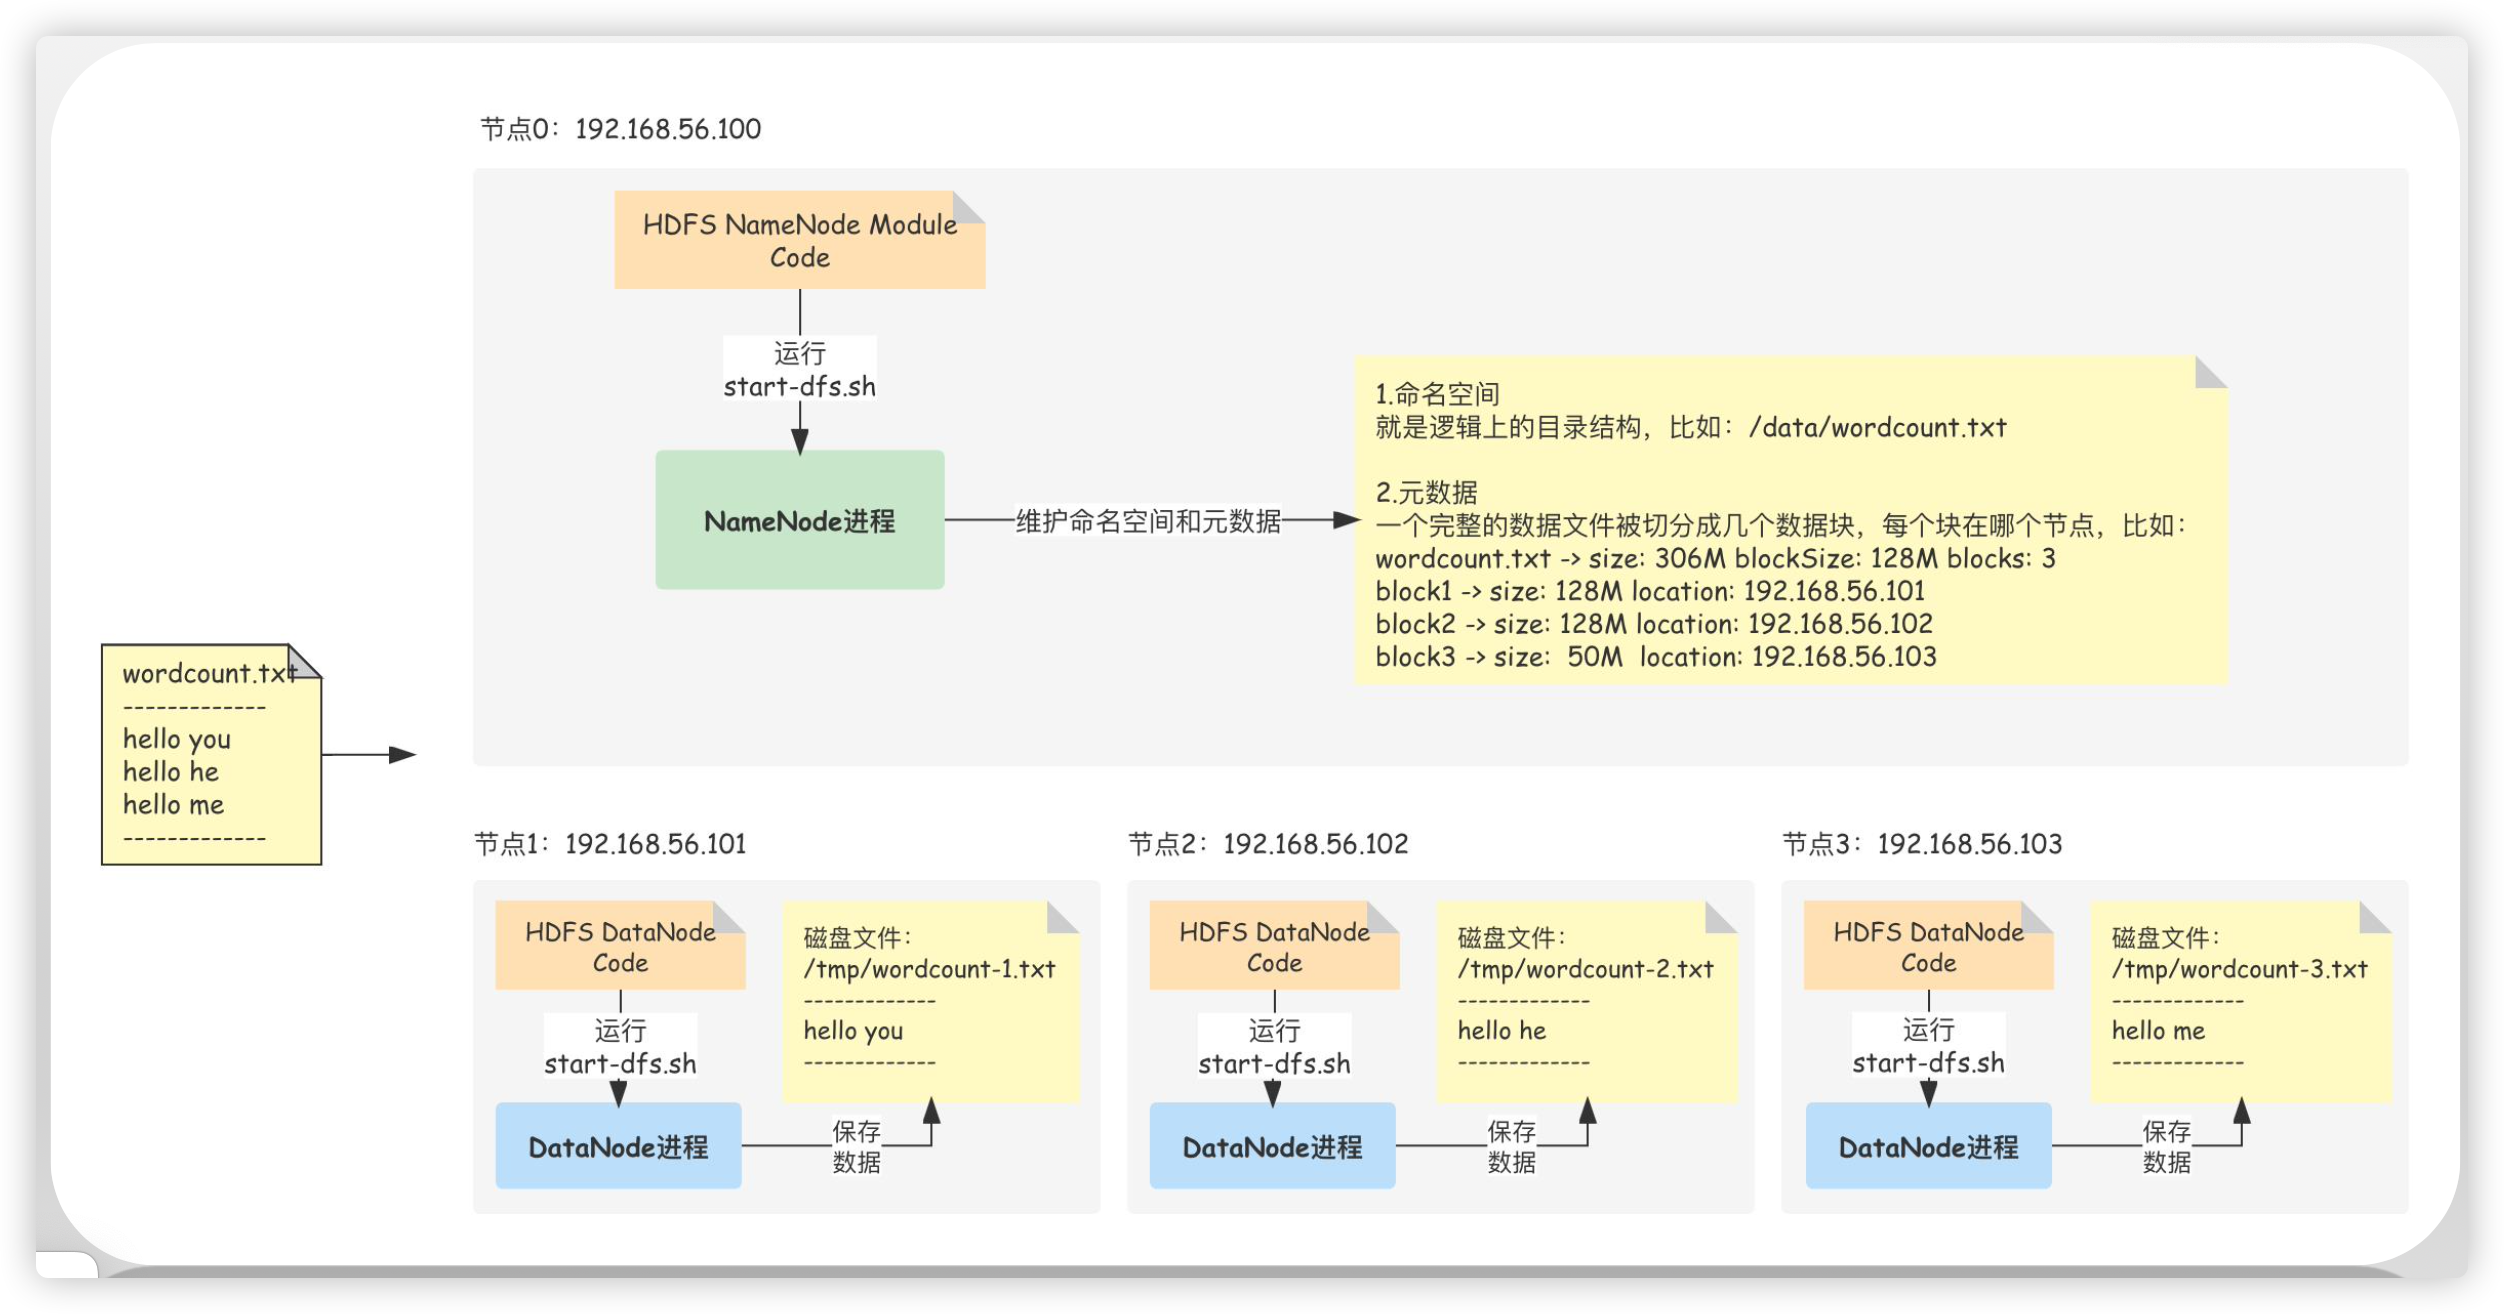 节点0：192.168.56.100
HDFS NameNode Module
Code
运行
start-dfs.sh
NameNode进程
维护命名空间和元数据
1.命名空间
就是逻辑上的目录结构，比如：/data/wordcount.txt
2.元数据
一个完整的数据文件被切分成几个数据块，每个块在哪个节点，比如：
wordcount.txt -> size: 306M blockSize: 128M blocks: 3
block1 -> size: 128M location: 192.168.56.101
block2 -> size: 128M location: 192.168.56.102
block3 -> size:  50M  location: 192.168.56.103
wordcount.txt
-------------
hello you
hello he
hello me
-------------
节点1：192.168.56.101
HDFS DataNode
Code
运行
start-dfs.sh
DataNode进程
保存
数据
磁盘文件：
/tmp/wordcount-1.txt
-------------
hello you
-------------
节点2：192.168.56.102
HDFS DataNode
Code
运行
start-dfs.sh
DataNode进程
保存
数据
磁盘文件：
/tmp/wordcount-2.txt
-------------
hello he
-------------
节点3：192.168.56.103
HDFS DataNode
Code
运行
start-dfs.sh
DataNode进程
保存
数据
磁盘文件：
/tmp/wordcount-3.txt
-------------
hello me
-------------